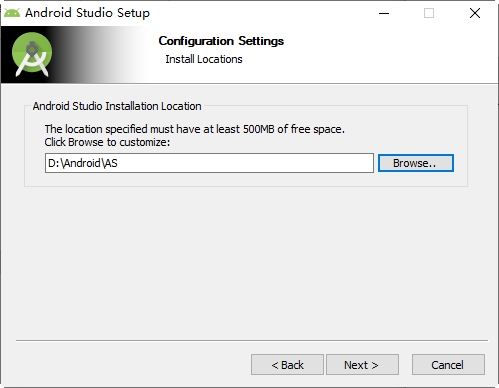 Android Studio Setup
Configuration Settings
Install Locations
Android Studio Installation Location
The location specified must have at least 500MB of free space.
Click Browse to customize:
D:\Android\AS
Browse..
< Back
Next >
Cancel